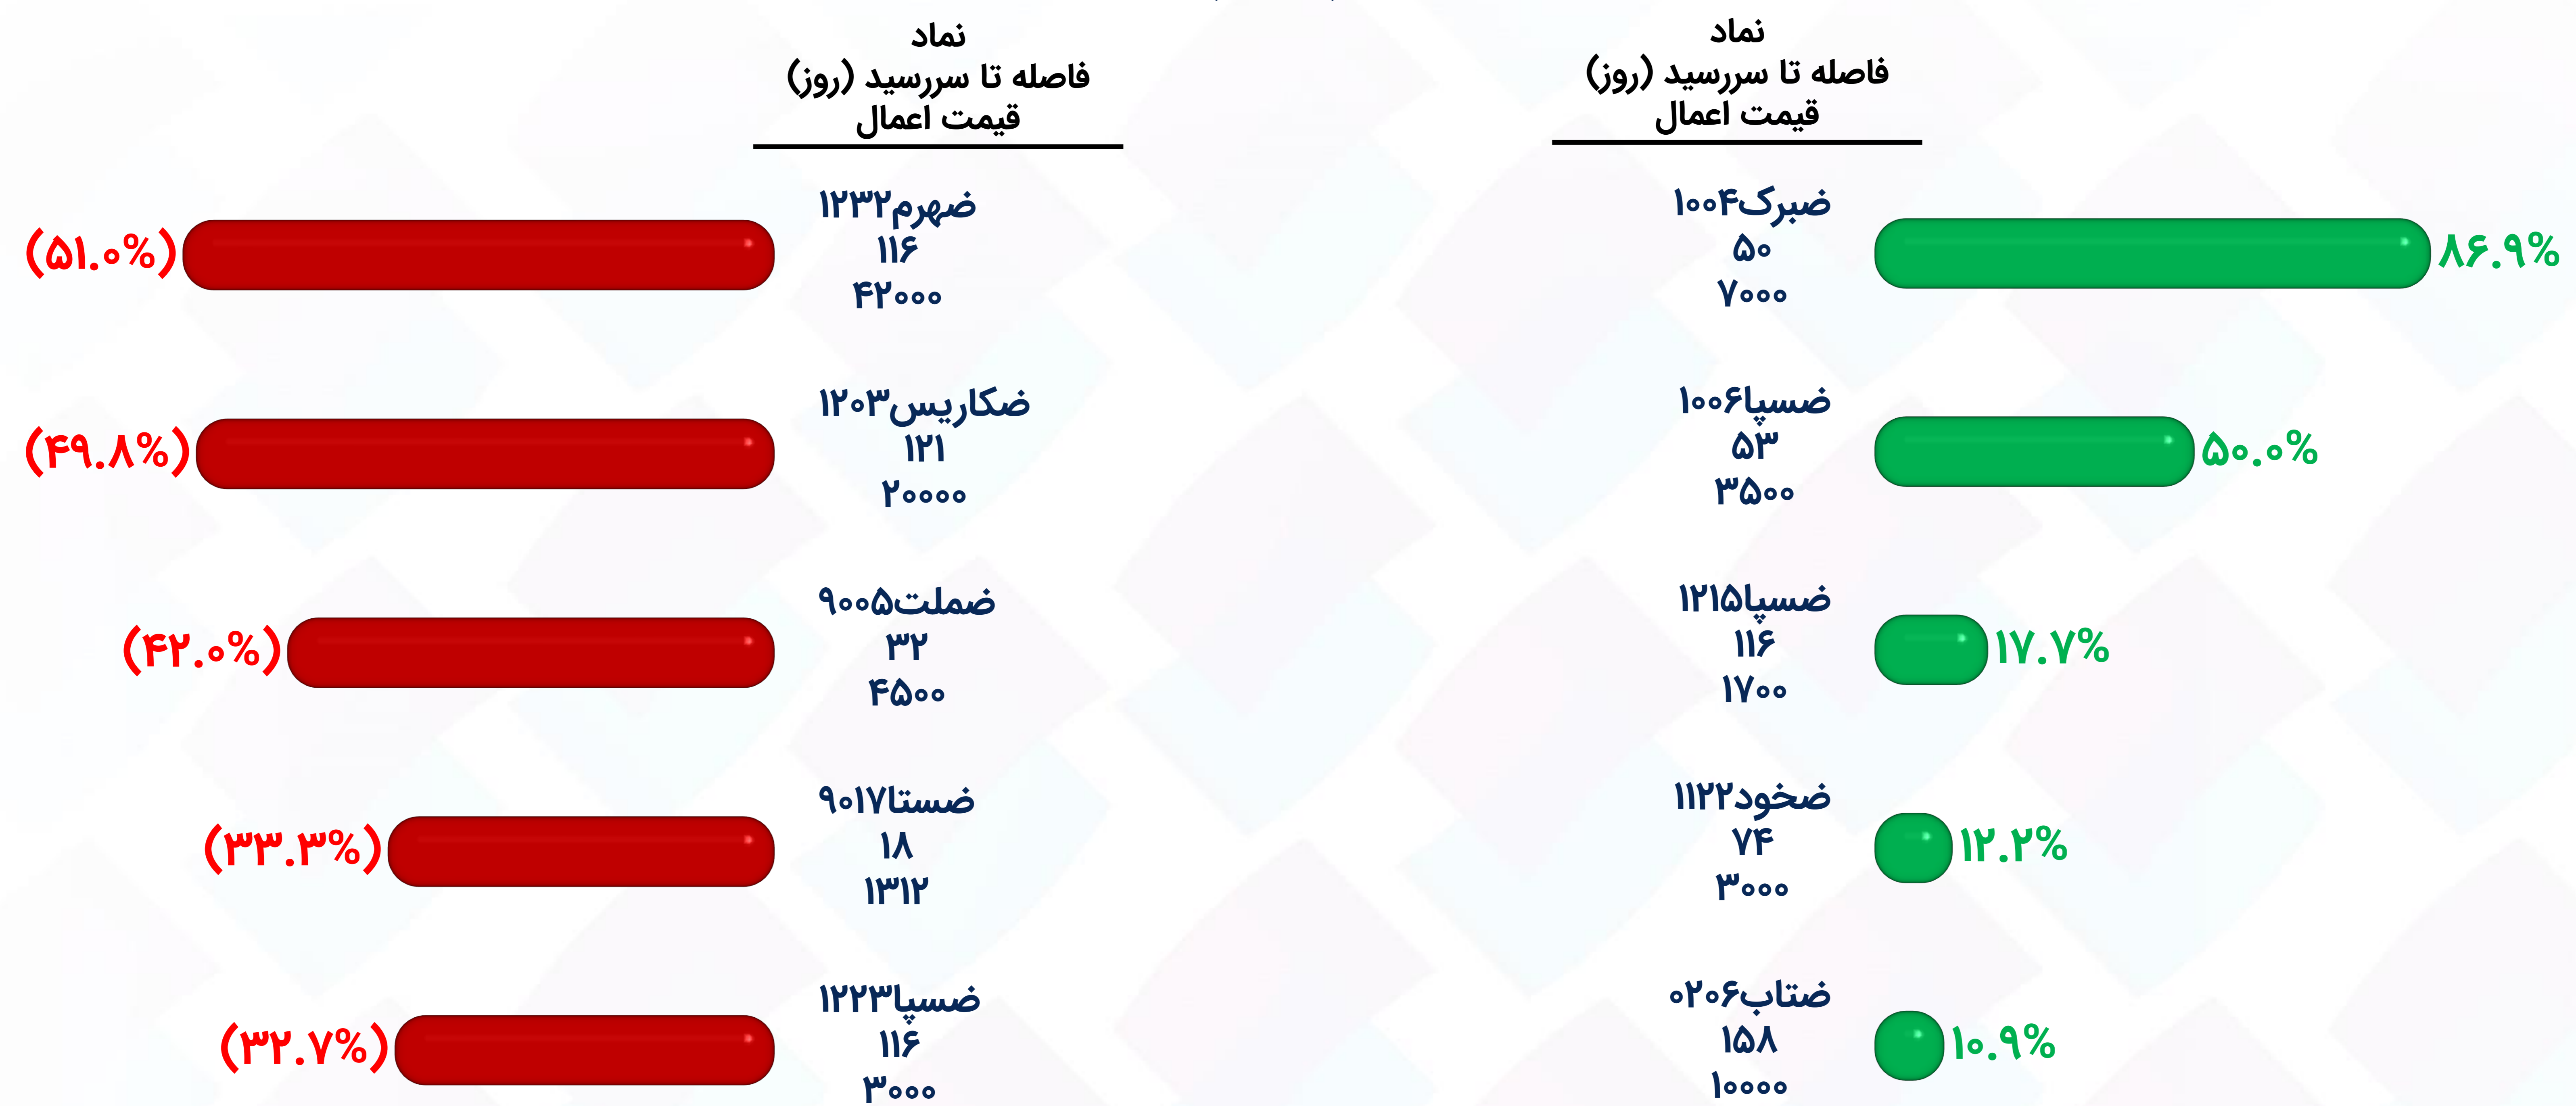 نماد
فاصله تا سررسید (روز)
قیمت اعمال
ضبرک۱۰۰۴
۵۰
۷۰۰۰
۸۶.۹%
ضسپا۱۰۰۶
۵۳
۳۵۰۰
۵۰.۰%
ضسپا۱۲۱۵
۱۱۶
۱۷۰۰
۱۷.۷%
ضخود۱۱۲۲
۷۴
۳۰۰۰
۱۲.۲%
ضتاب۰۲۰۶
۱۵۸
۱۰۰۰۰
۱۰.۹%
نماد
فاصله تا سررسید (روز)
قیمت اعمال
ضهرم۱۲۳۲
۱۱۶
۴۲۰۰۰
(۵۱.۰%)
ضکاریس۱۲۰۳
۱۲۱
۲۰۰۰۰
(۴۹.۸%)
ضملت۹۰۰۵
۳۲
۴۵۰۰
(۴۲.۰%)
ضستا۹۰۱۷
۱۸
۱۳۱۲
(۳۳.۳%)
ضسپا۱۲۲۳
۱۱۶
۳۰۰۰
(۳۲.۷%)